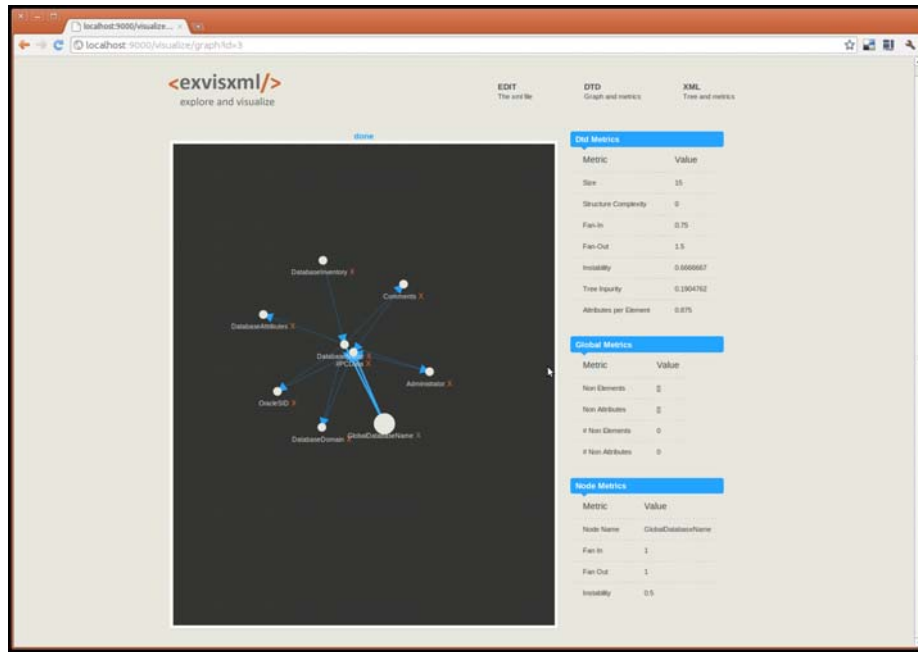 localhost:9000/visualize...
localhost:9000/visualize/graph?id=3
<exvisxml/>
explore and visualize
EDIT
The xml file
DTD
Graph and metrics
XML
Tree and metrics
done
DatabaseInventory X
Comments X
DatabaseAttributes X
X
X
Administrator X
OracleSID X
DatabaseDomain X
GlobalDatabaseName X
Dtd Metrics
Metric Value
Size 15
Structure Complexity 0
Fan-In 0.75
Fan-Out 1.5
Instability 0.6666667
Tree Inpurity 0.1904762
Attributes per Element 0.875
Global Metrics
Metric Value
Non Elements []
Non Attributes []
# Non Elements 0
# Non Attributes 0
Node Metrics
Metric Value
Node Name GlobalDatabaseName
Fan In 1
Fan Out 1
Instability 0.5